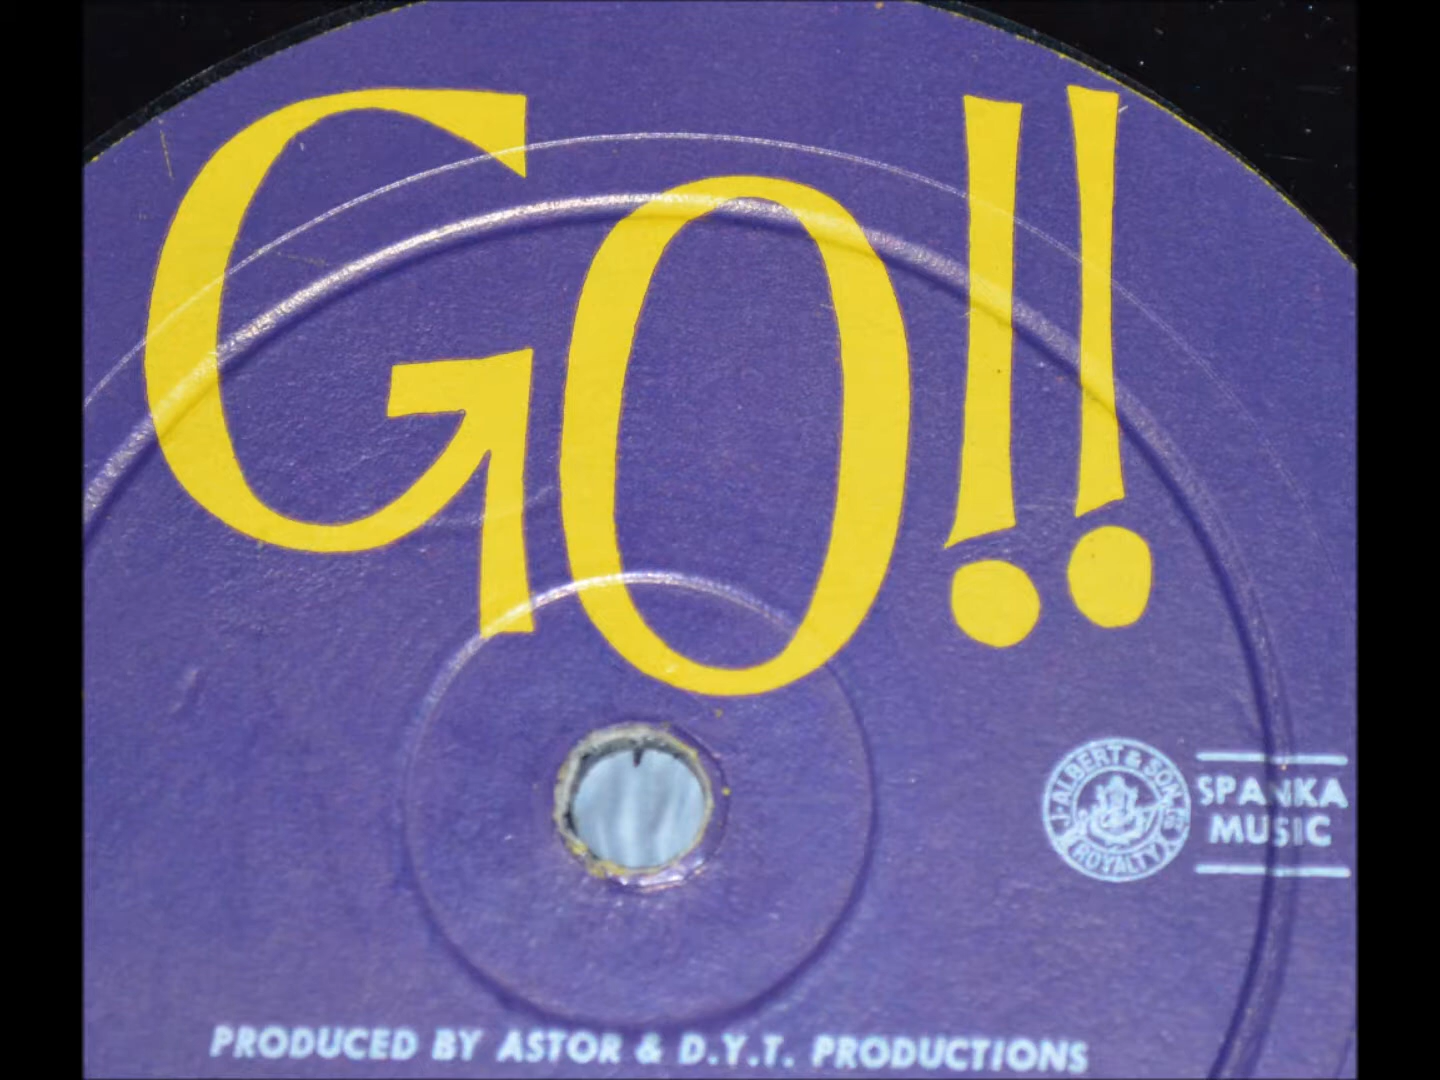 GO!!
J. ALBERT & SON
ROYALTY
SPANKA
MUSIC
PRODUCED BY ASTOR & D.Y.T. PRODUCTIONS